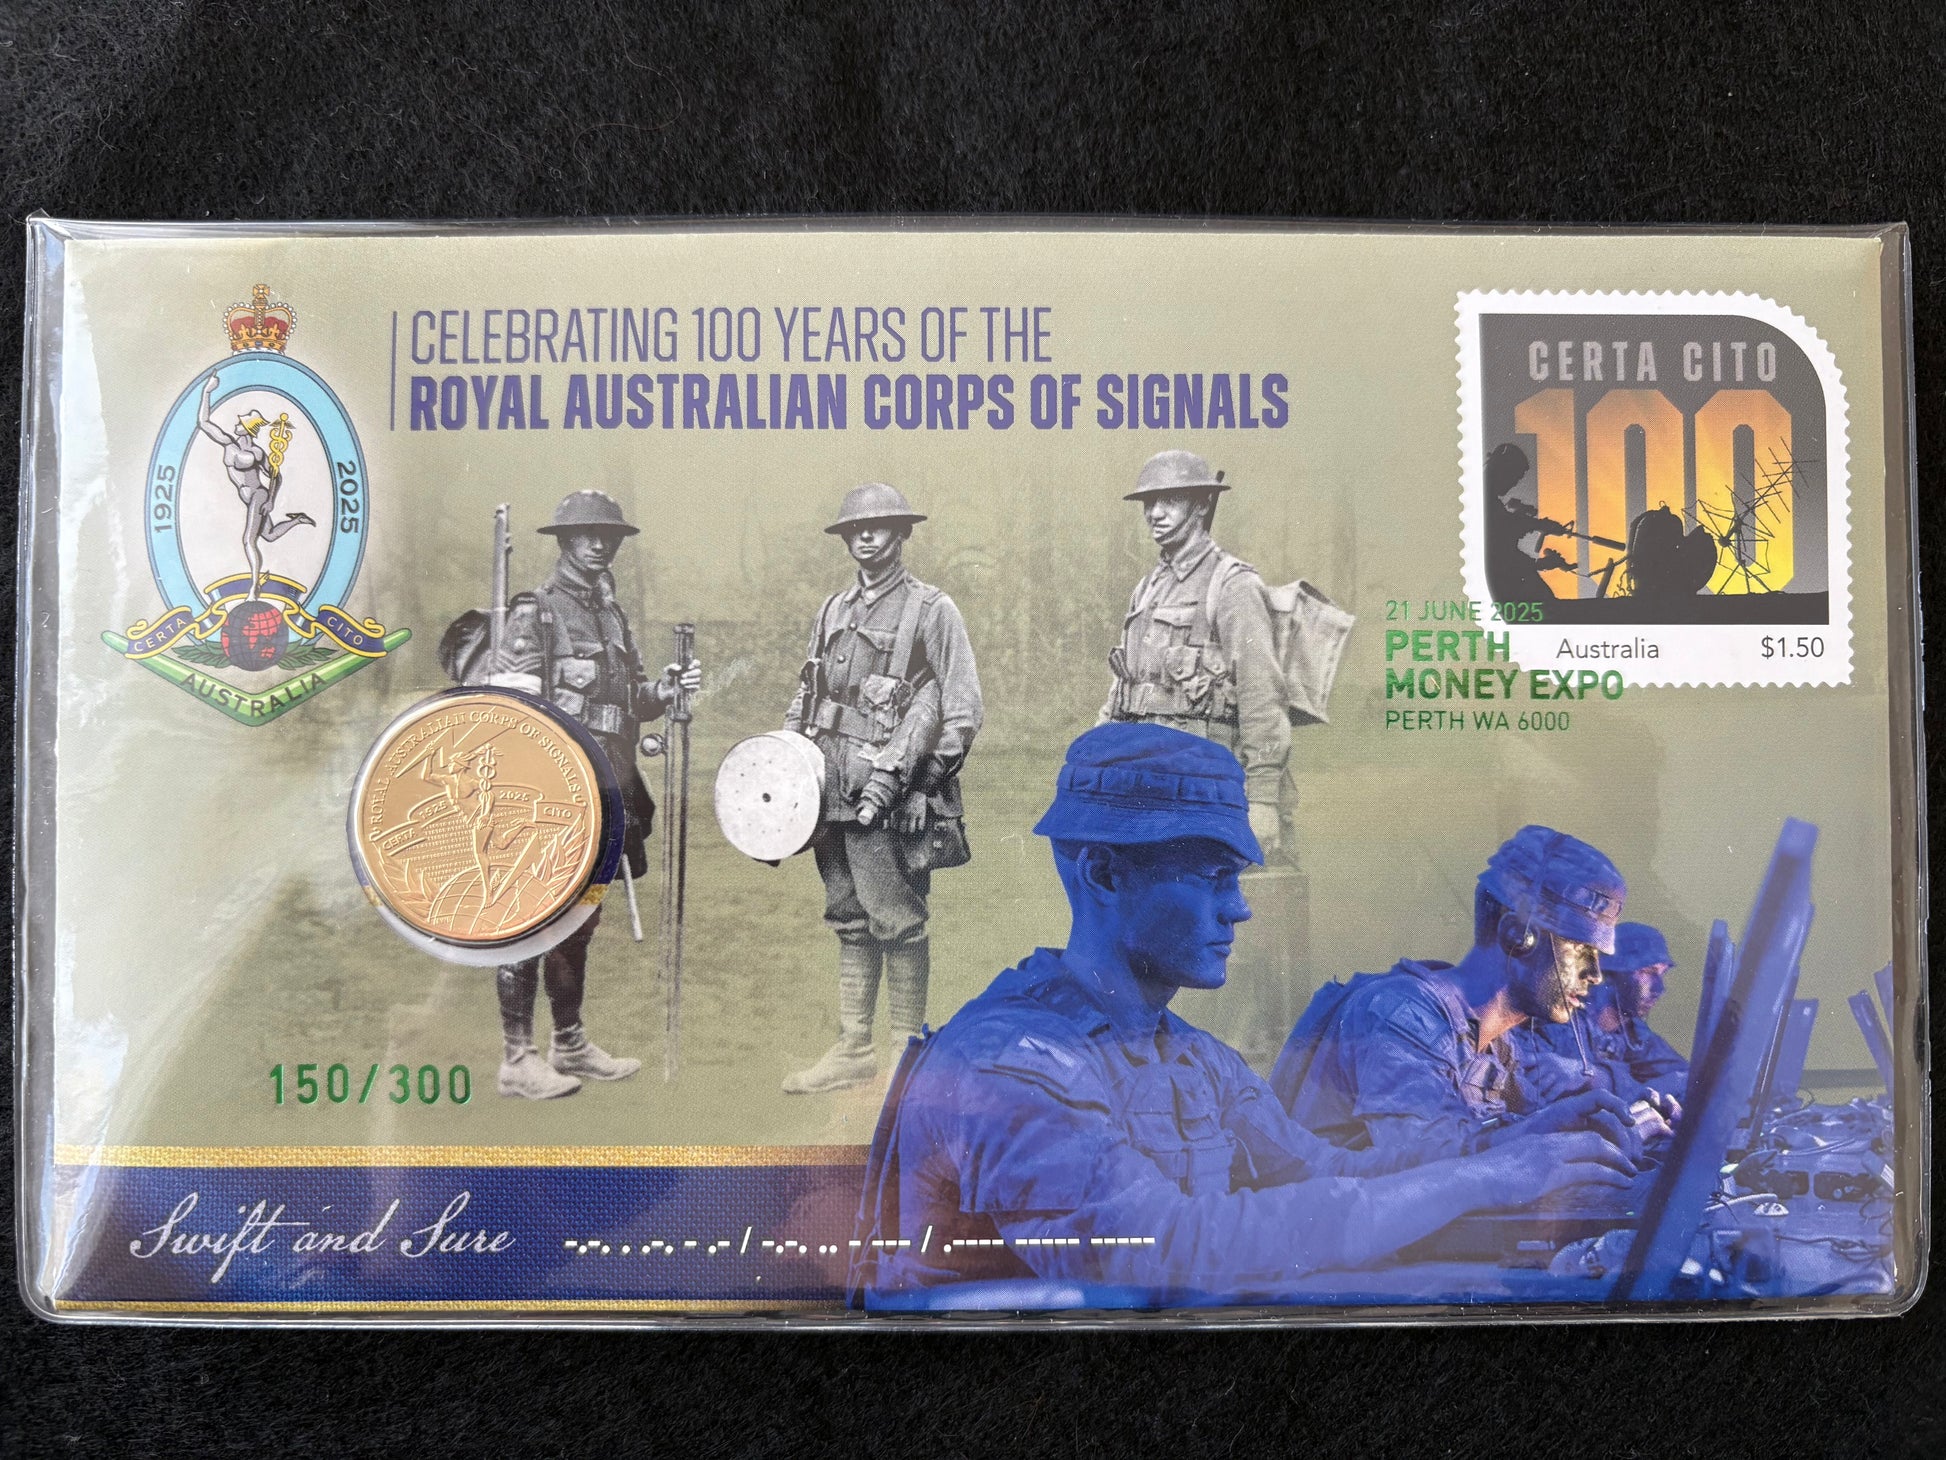 CELEBRATING 100 YEARS OF THE
ROYAL AUSTRALIAN CORPS OF SIGNALS
1925
2025
CERTA CITO
AUSTRALIA
CERTA CITO
100
Australia $1.50
21 JUNE 2025
PERTH
MONEY EXPO
PERTH WA 6000
ROYAL AUSTRALIAN CORPS OF SIGNALS
1925 2025
CERTA CITO
150/300
Swift and Sure -.-. . .-. - .- / -.-. .. - --- / .---- ----- -----